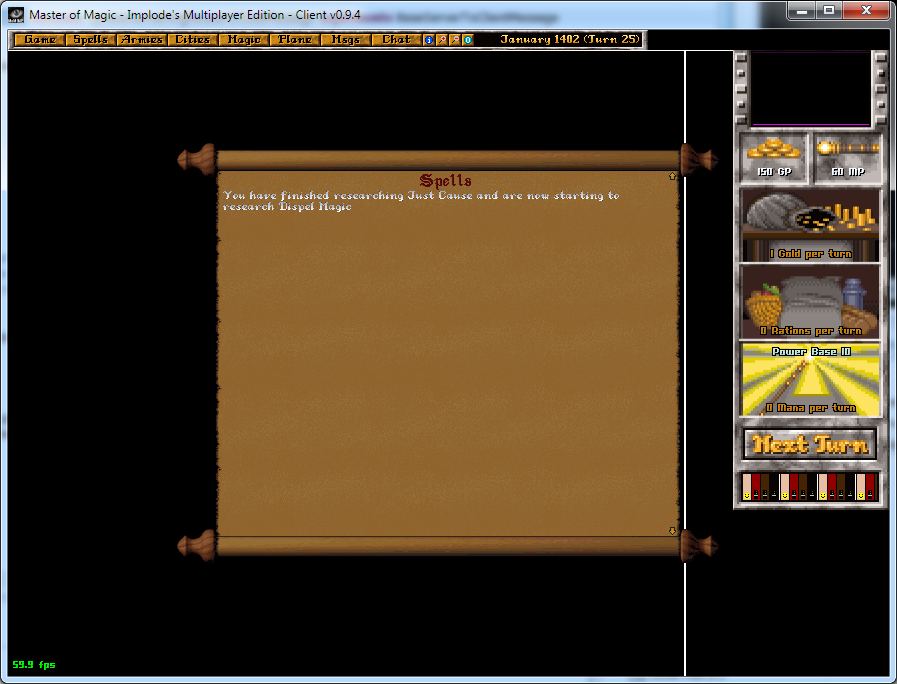 Master of Magic - Implode's Multiplayer Edition - Client v0.9.4
Game Spells Armies Cities Magic Plane Msgs Chat January 1402 (Turn 25)
150 GP 60 MP
Spells
You have finished researching Just Cause and are now starting to
research Dispel Magic
1 Gold per turn
0 Rations per turn
Power Base 10
0 Mana per turn
Next Turn
59.9 fps